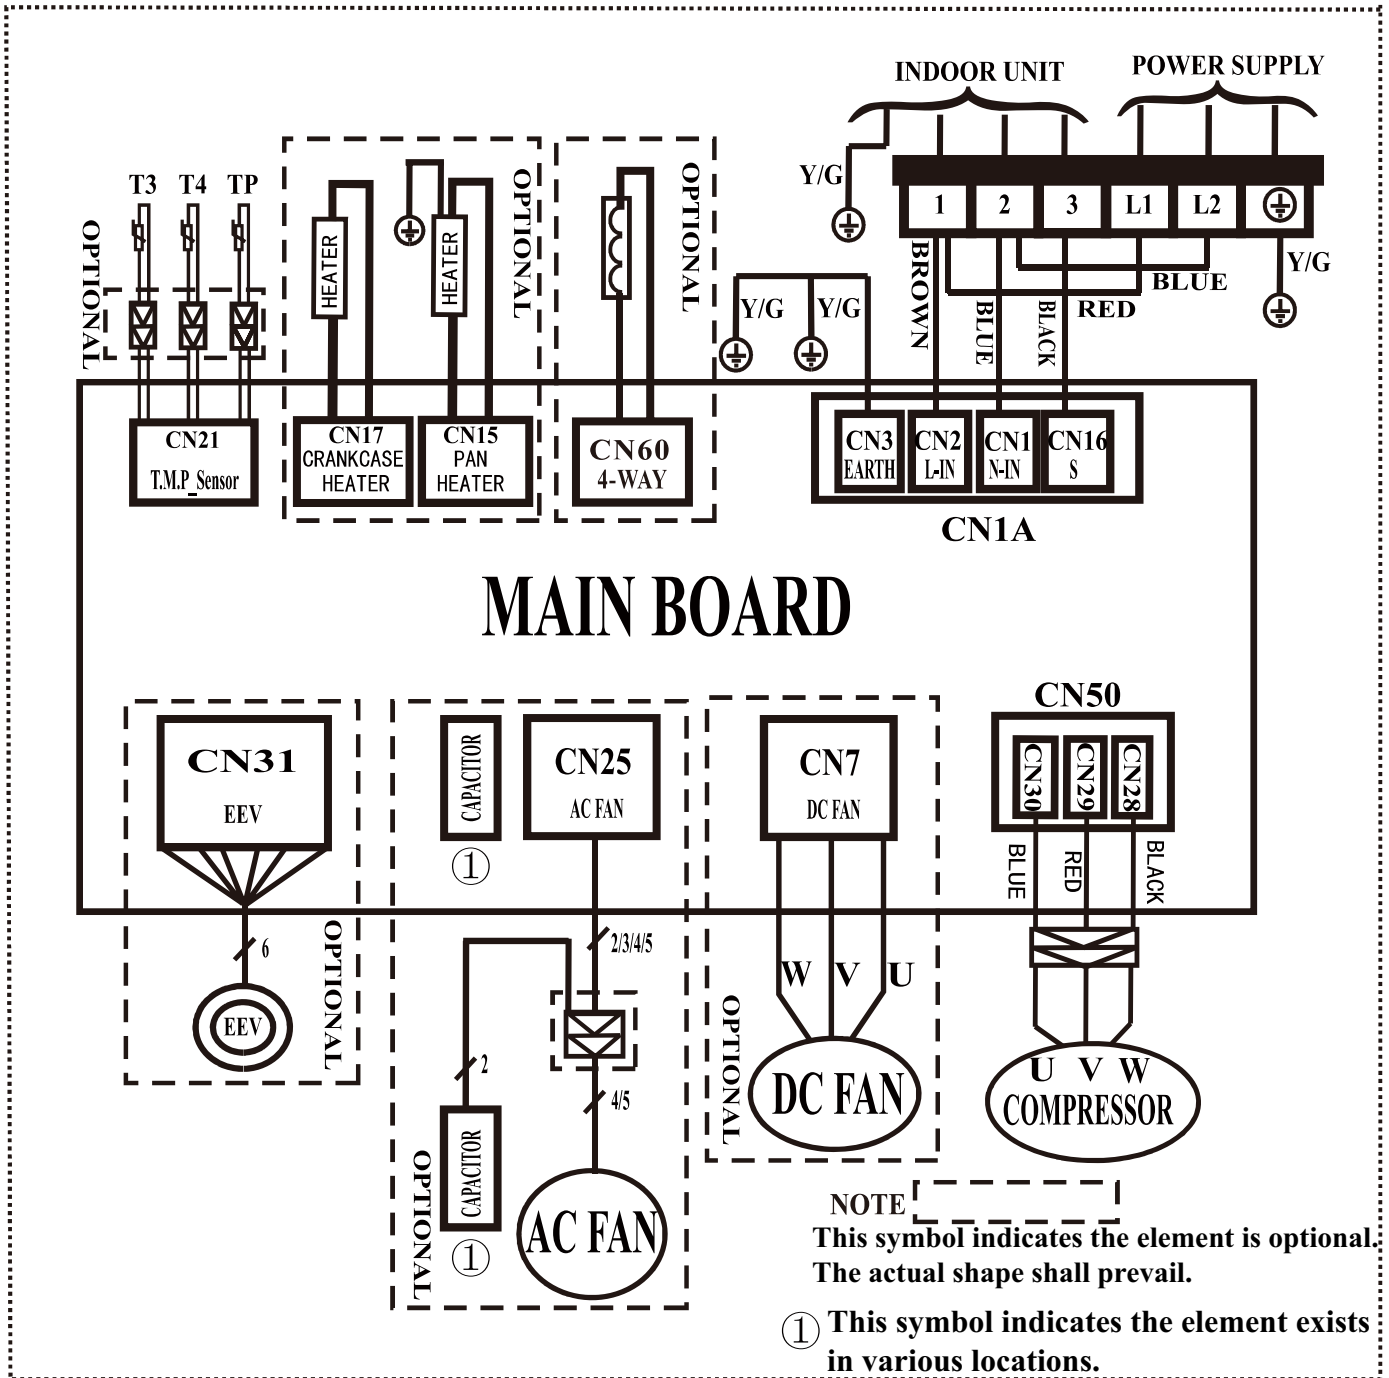 INDOOR UNIT
POWER SUPPLY
T3
T4
TP
OPTIONAL
HEATER
HEATER
OPTIONAL
OPTIONAL
Y/G
1
2
3
L1
L2
Y/G
Y/G
Y/G
BROWN
BLUE
BLACK
RED
BLUE
CN21
T.M.P_Sensor
CN17
CRANKCASE
HEATER
CN15
PAN
HEATER
CN60
4-WAY
CN3
EARTH
CN2
L-IN
CN1
N-IN
CN16
S
CN1A
MAIN BOARD
CN31
EEV
CAPACITOR
①
CN25
AC FAN
CN7
DC FAN
CN50
CN30
CN29
CN28
BLUE
RED
BLACK
6
EEV
OPTIONAL
2/3/4/5
2
4/5
CAPACITOR
①
AC FAN
OPTIONAL
W
V
U
DC FAN
OPTIONAL
U V W
COMPRESSOR
NOTE
This symbol indicates the element is optional.
The actual shape shall prevail.
① This symbol indicates the element exists
in various locations.